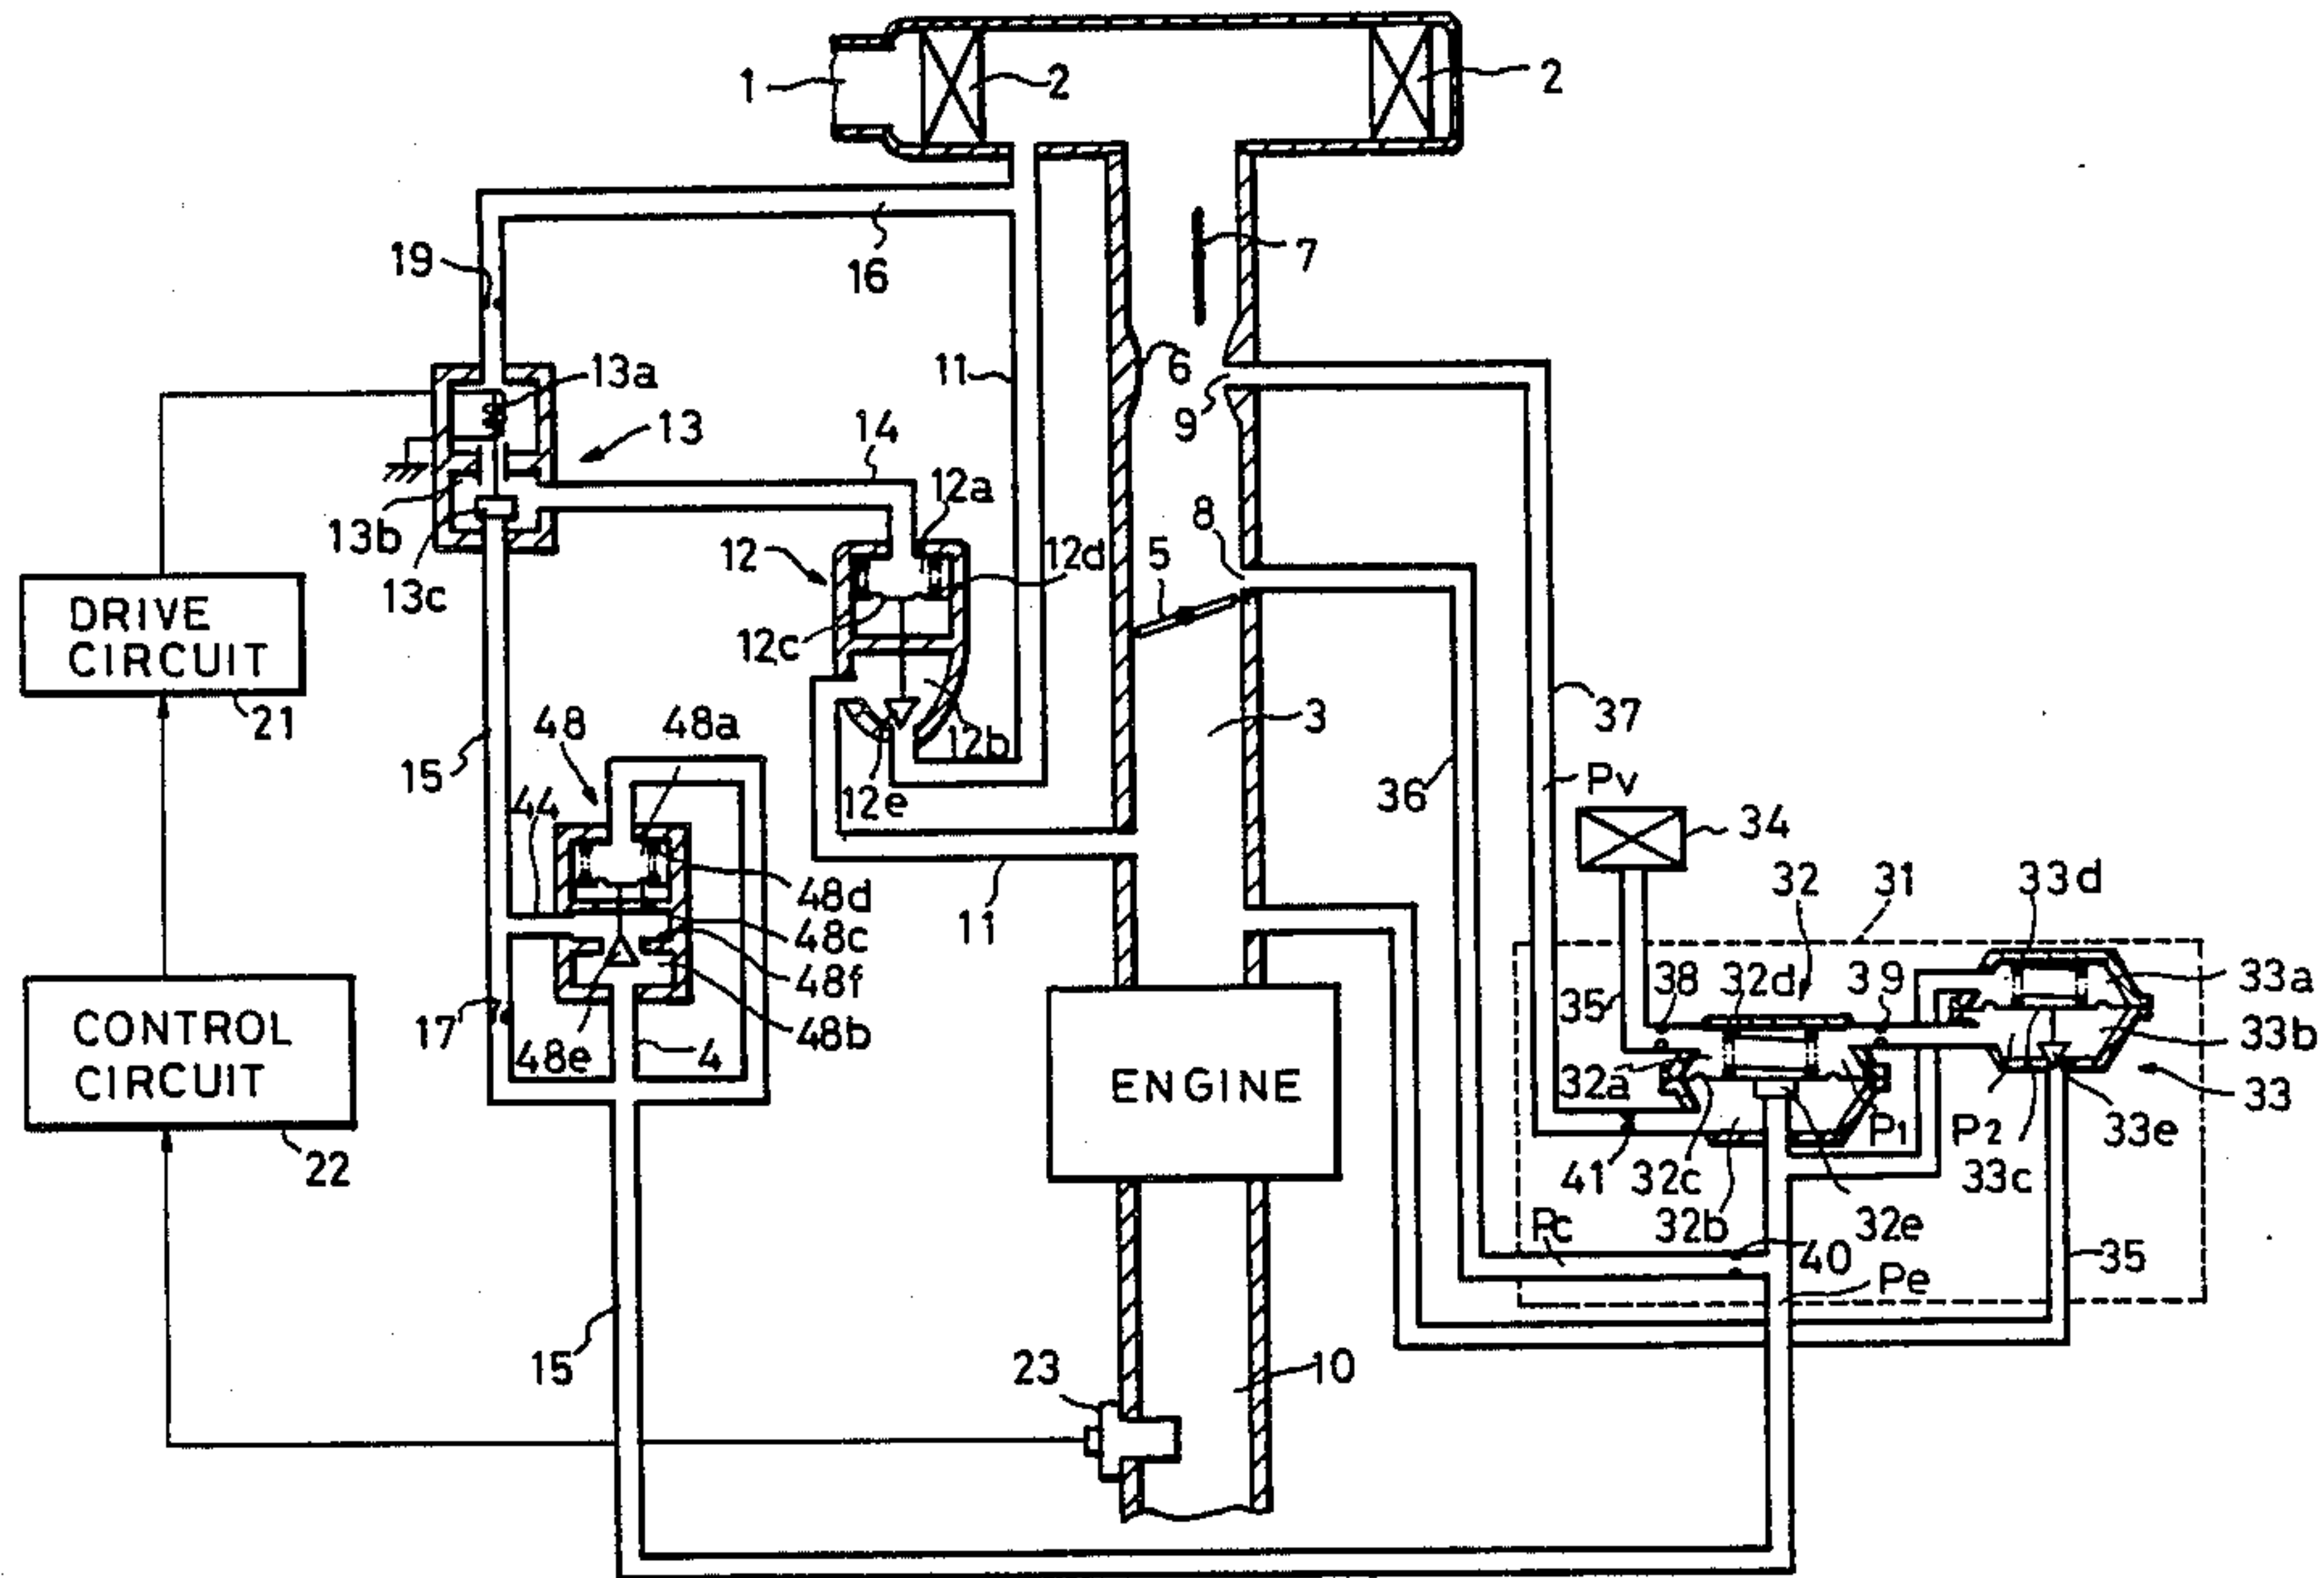 1
2
2
7
19
16
13a
11
6
9
13
14
12a
8
13b
12
12d
5
13c
12c
DRIVE
CIRCUIT
21
48
48a
12b
3
37
15
44
12e
36
Pv
34
48d
11
32
31
33d
48c
48f
35
38
32d
39
33a
CONTROL
CIRCUIT
17
48e
4
48b
ENGINE
32a
33b
33
22
41
32c
P1
P2
33e
33c
Pc
32b
32e
40
35
Pe
15
23
10